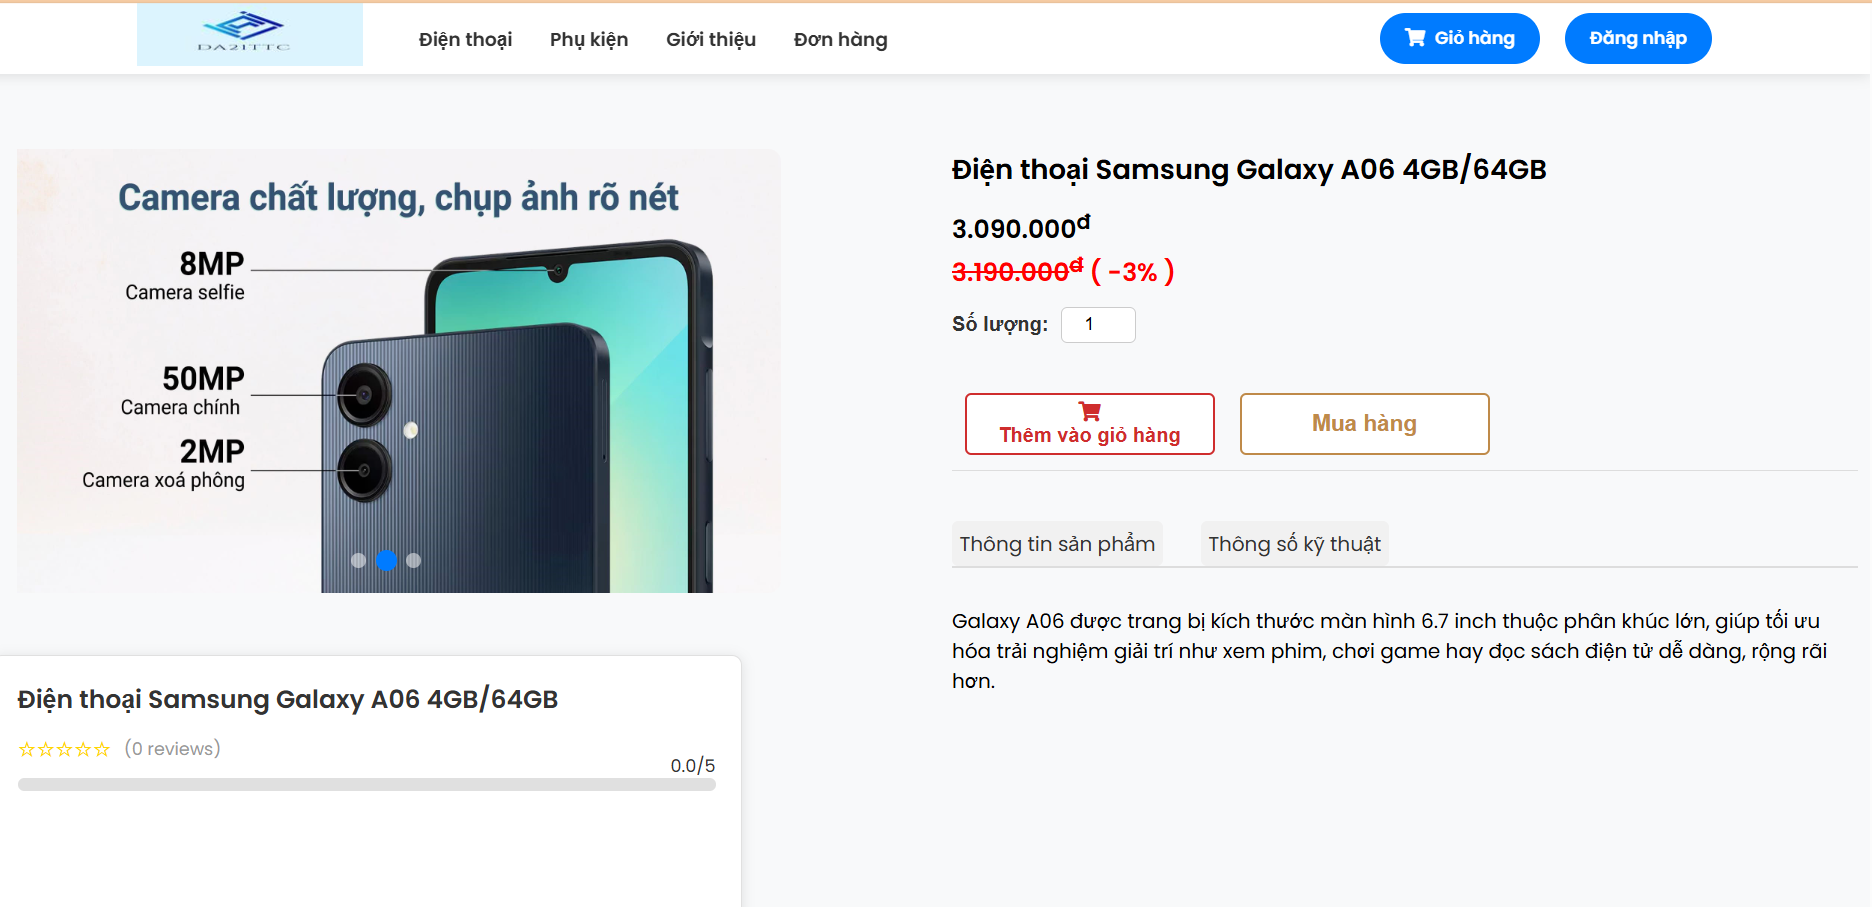 DA21TTC
Điện thoại
Phụ kiện
Giới thiệu
Đơn hàng
Giỏ hàng
Đăng nhập
Camera chất lượng, chụp ảnh rõ nét
8MP
Camera selfie
50MP
Camera chính
2MP
Camera xoá phông
Điện thoại Samsung Galaxy A06 4GB/64GB
3.090.000đ
3.190.000đ ( -3% )
Số lượng: 1
Thêm vào giỏ hàng
Mua hàng
Thông tin sản phẩm
Thông số kỹ thuật
Galaxy A06 được trang bị kích thước màn hình 6.7 inch thuộc phân khúc lớn, giúp tối ưu
hóa trải nghiệm giải trí như xem phim, chơi game hay đọc sách điện tử dễ dàng, rộng rãi
hơn.
Điện thoại Samsung Galaxy A06 4GB/64GB
(0 reviews)
0.0/5